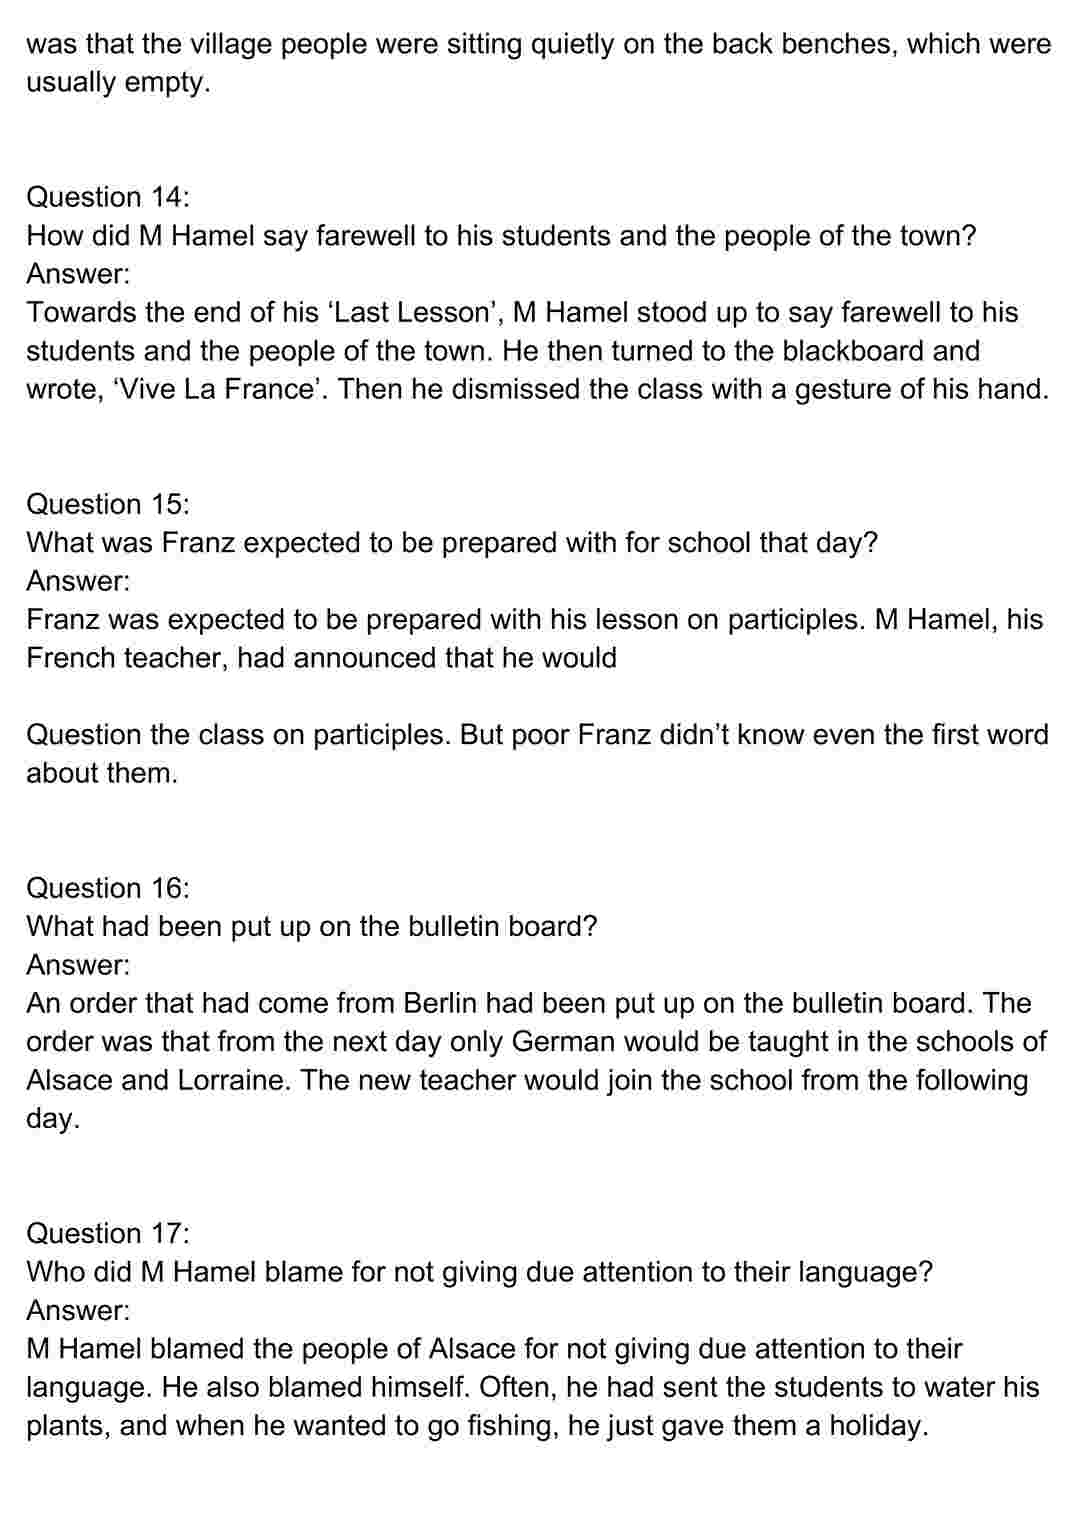 was that the village people were sitting quietly on the back benches, which were
usually empty.
Question 14:
How did M Hamel say farewell to his students and the people of the town?
Answer:
Towards the end of his ‘Last Lesson’, M Hamel stood up to say farewell to his
students and the people of the town. He then turned to the blackboard and
wrote, ‘Vive La France’. Then he dismissed the class with a gesture of his hand.
Question 15:
What was Franz expected to be prepared with for school that day?
Answer:
Franz was expected to be prepared with his lesson on participles. M Hamel, his
French teacher, had announced that he would
Question the class on participles. But poor Franz didn’t know even the first word
about them.
Question 16:
What had been put up on the bulletin board?
Answer:
An order that had come from Berlin had been put up on the bulletin board. The
order was that from the next day only German would be taught in the schools of
Alsace and Lorraine. The new teacher would join the school from the following
day.
Question 17:
Who did M Hamel blame for not giving due attention to their language?
Answer:
M Hamel blamed the people of Alsace for not giving due attention to their
language. He also blamed himself. Often, he had sent the students to water his
plants, and when he wanted to go fishing, he just gave them a holiday.